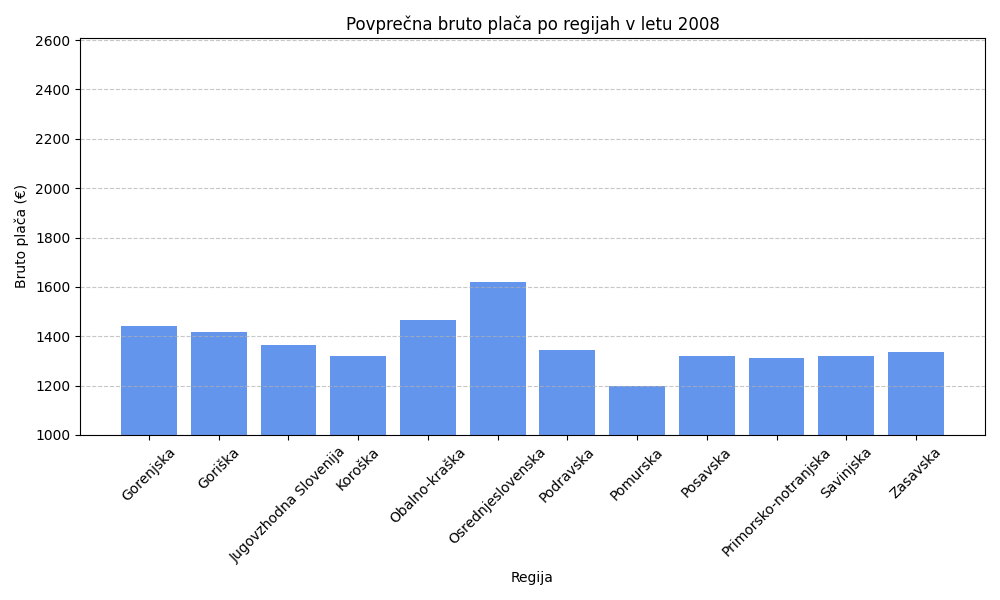 Povprečna bruto plača po regijah v letu 2008
Bruto plača (€)
2600
2400
2200
2000
1800
1600
1400
1200
1000
Gorenjska
Goriška
Jugovzhodna Slovenija
Koroška
Obalno-kraška
Osrednjeslovenska
Podravska
Pomurska
Posavska
Primorsko-notranjska
Savinjska
Zasavska
Regija